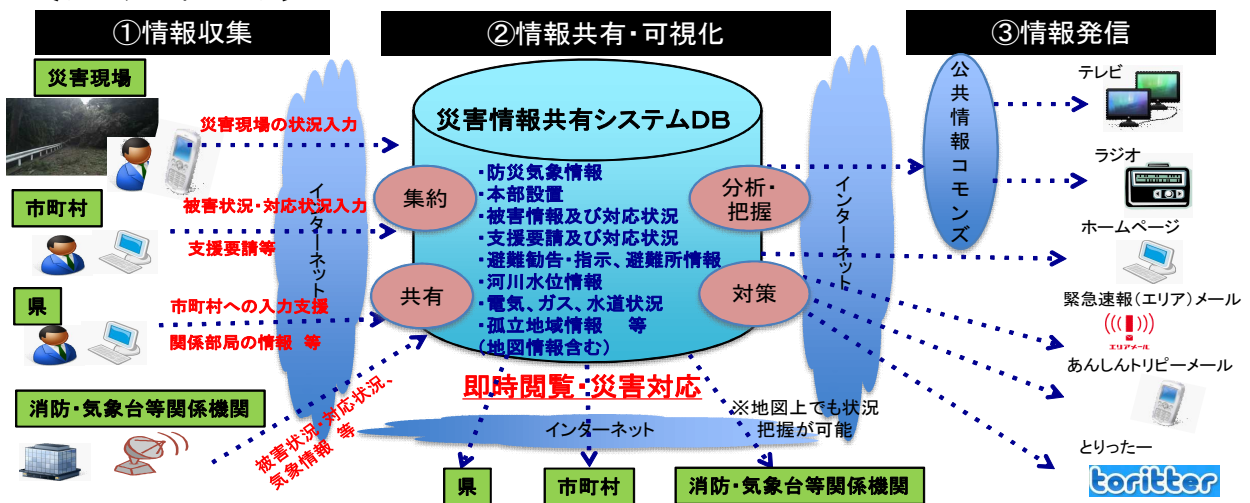 ①情報収集
②情報共有・可視化
③情報発信
災害現場
災害現場の状況入力
市町村
被害状況・対応状況入力
支援要請等
県
市町村への入力支援
関係部局の情報 等
消防・気象台等関係機関
被害状況・対応状況、
気象情報 等
インターネット
災害情報共有システムDB
集約
共有
・防災気象情報
・本部設置
・被害情報及び対応状況
・支援要請及び対応状況
・避難勧告・指示、避難所情報
・河川水位情報
・電気、ガス、水道状況
・孤立地域情報 等
(地図情報含む)
分析・
把握
対策
即時閲覧・災害対応
※地図上でも状況
把握が可能
インターネット
県
市町村
消防・気象台等関係機関
インターネット
公共情報コモンズ
テレビ
ラジオ
ホームページ
緊急速報(エリア)メール
エリアメール
あんしんトリピーメール
とりったー
toritter